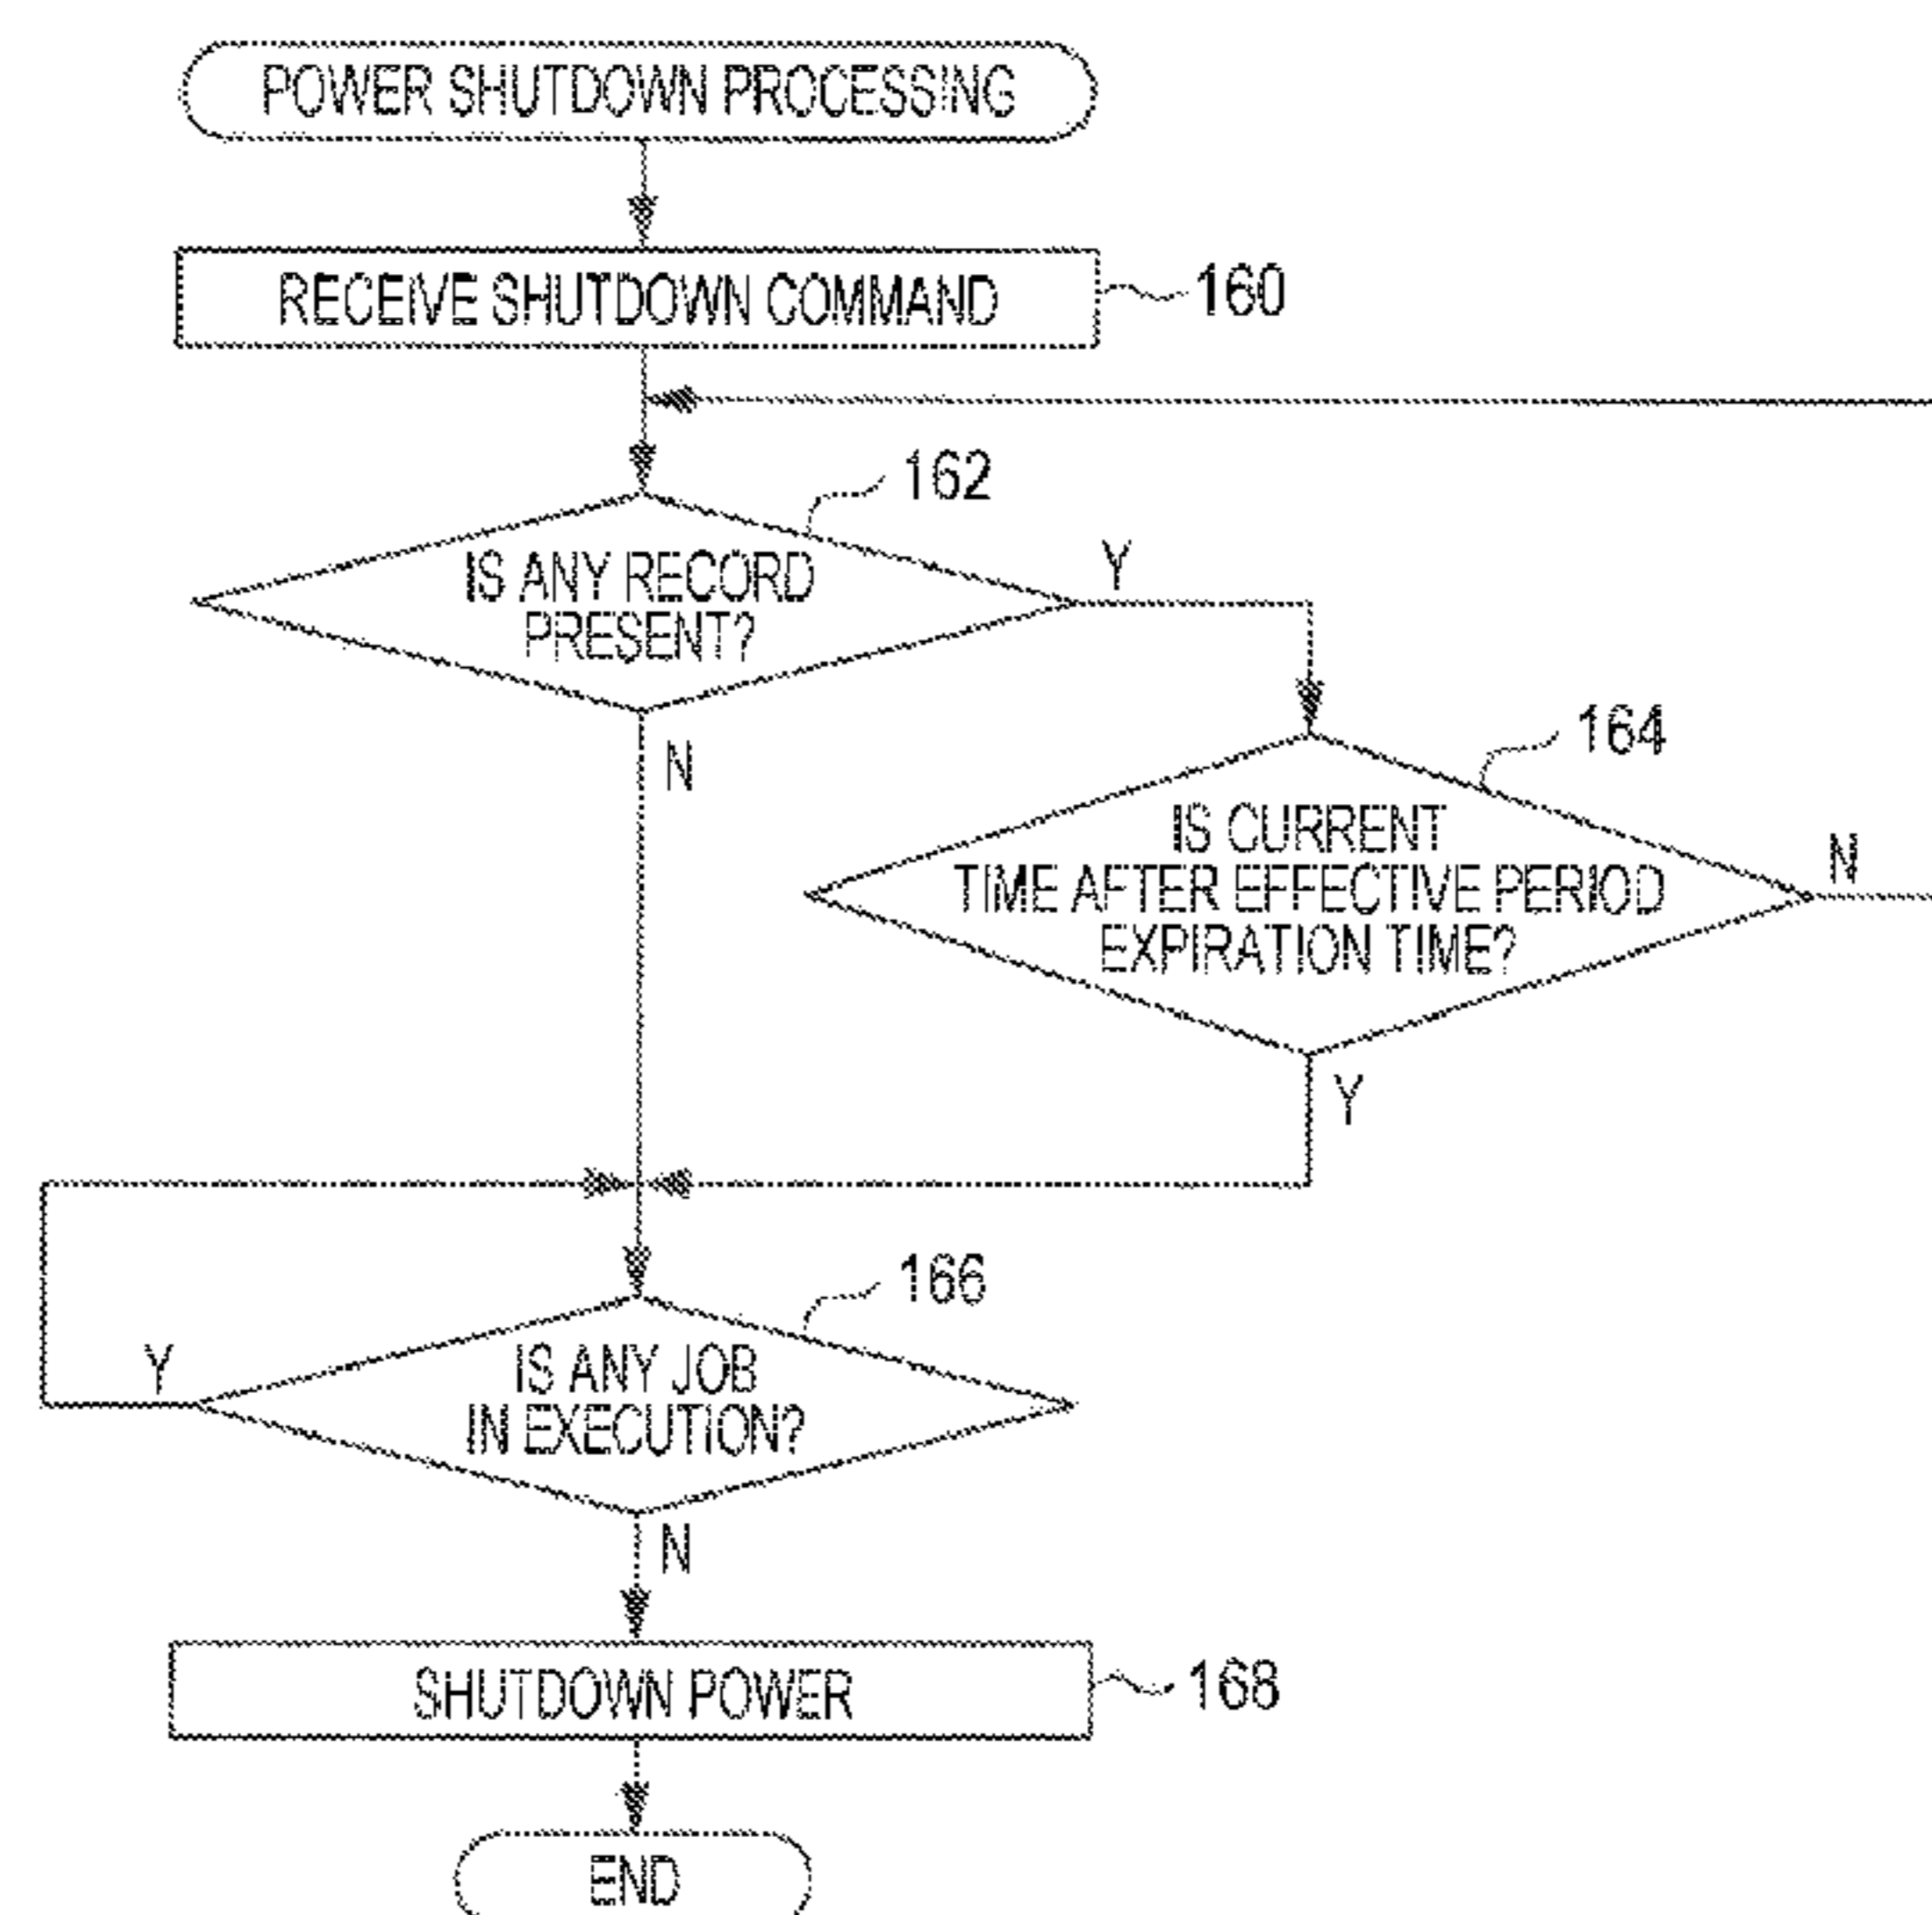 POWER SHUTDOWN PROCESSING
RECEIVE SHUTDOWN COMMAND
160
162
IS ANY RECORD
PRESENT?
Y
N
164
IS CURRENT
TIME AFTER EFFECTIVE PERIOD
EXPIRATION TIME?
N
Y
166
IS ANY JOB
IN EXECUTION?
Y
N
SHUTDOWN POWER
168
END